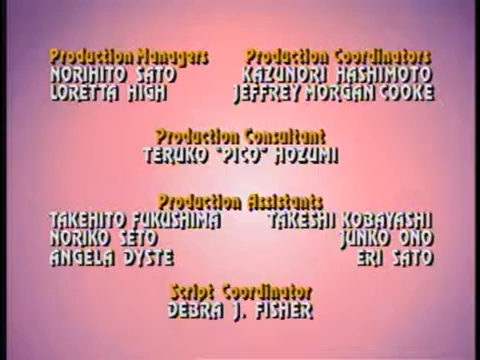 Production Managers Production Coordinators
NORIHITO SATO KAZUNORI HASHIMOTO
LORETTA HIGH JEFFREY MORGAN COOKE
Production Consultant
TERUKO "PICO" HOZUMI
Production Assistants
TAKEHITO FUKUSHIMA TAKESHI KOBAYASHI
NORIKO SETO JUNKO ONO
ANGELA DYSTE ERI SATO
Script Coordinator
DEBRA J. FISHER